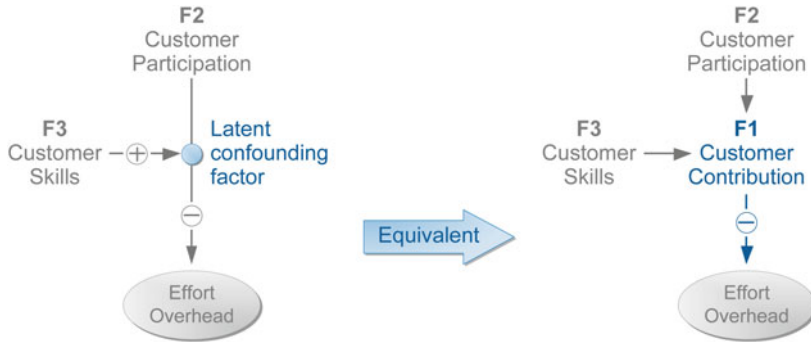 F2
Customer
Participation
F3
Customer
Skills
+
Latent
confounding
factor
−
Effort
Overhead
Equivalent
F2
Customer
Participation
F3
Customer
Skills
F1
Customer
Contribution
−
Effort
Overhead